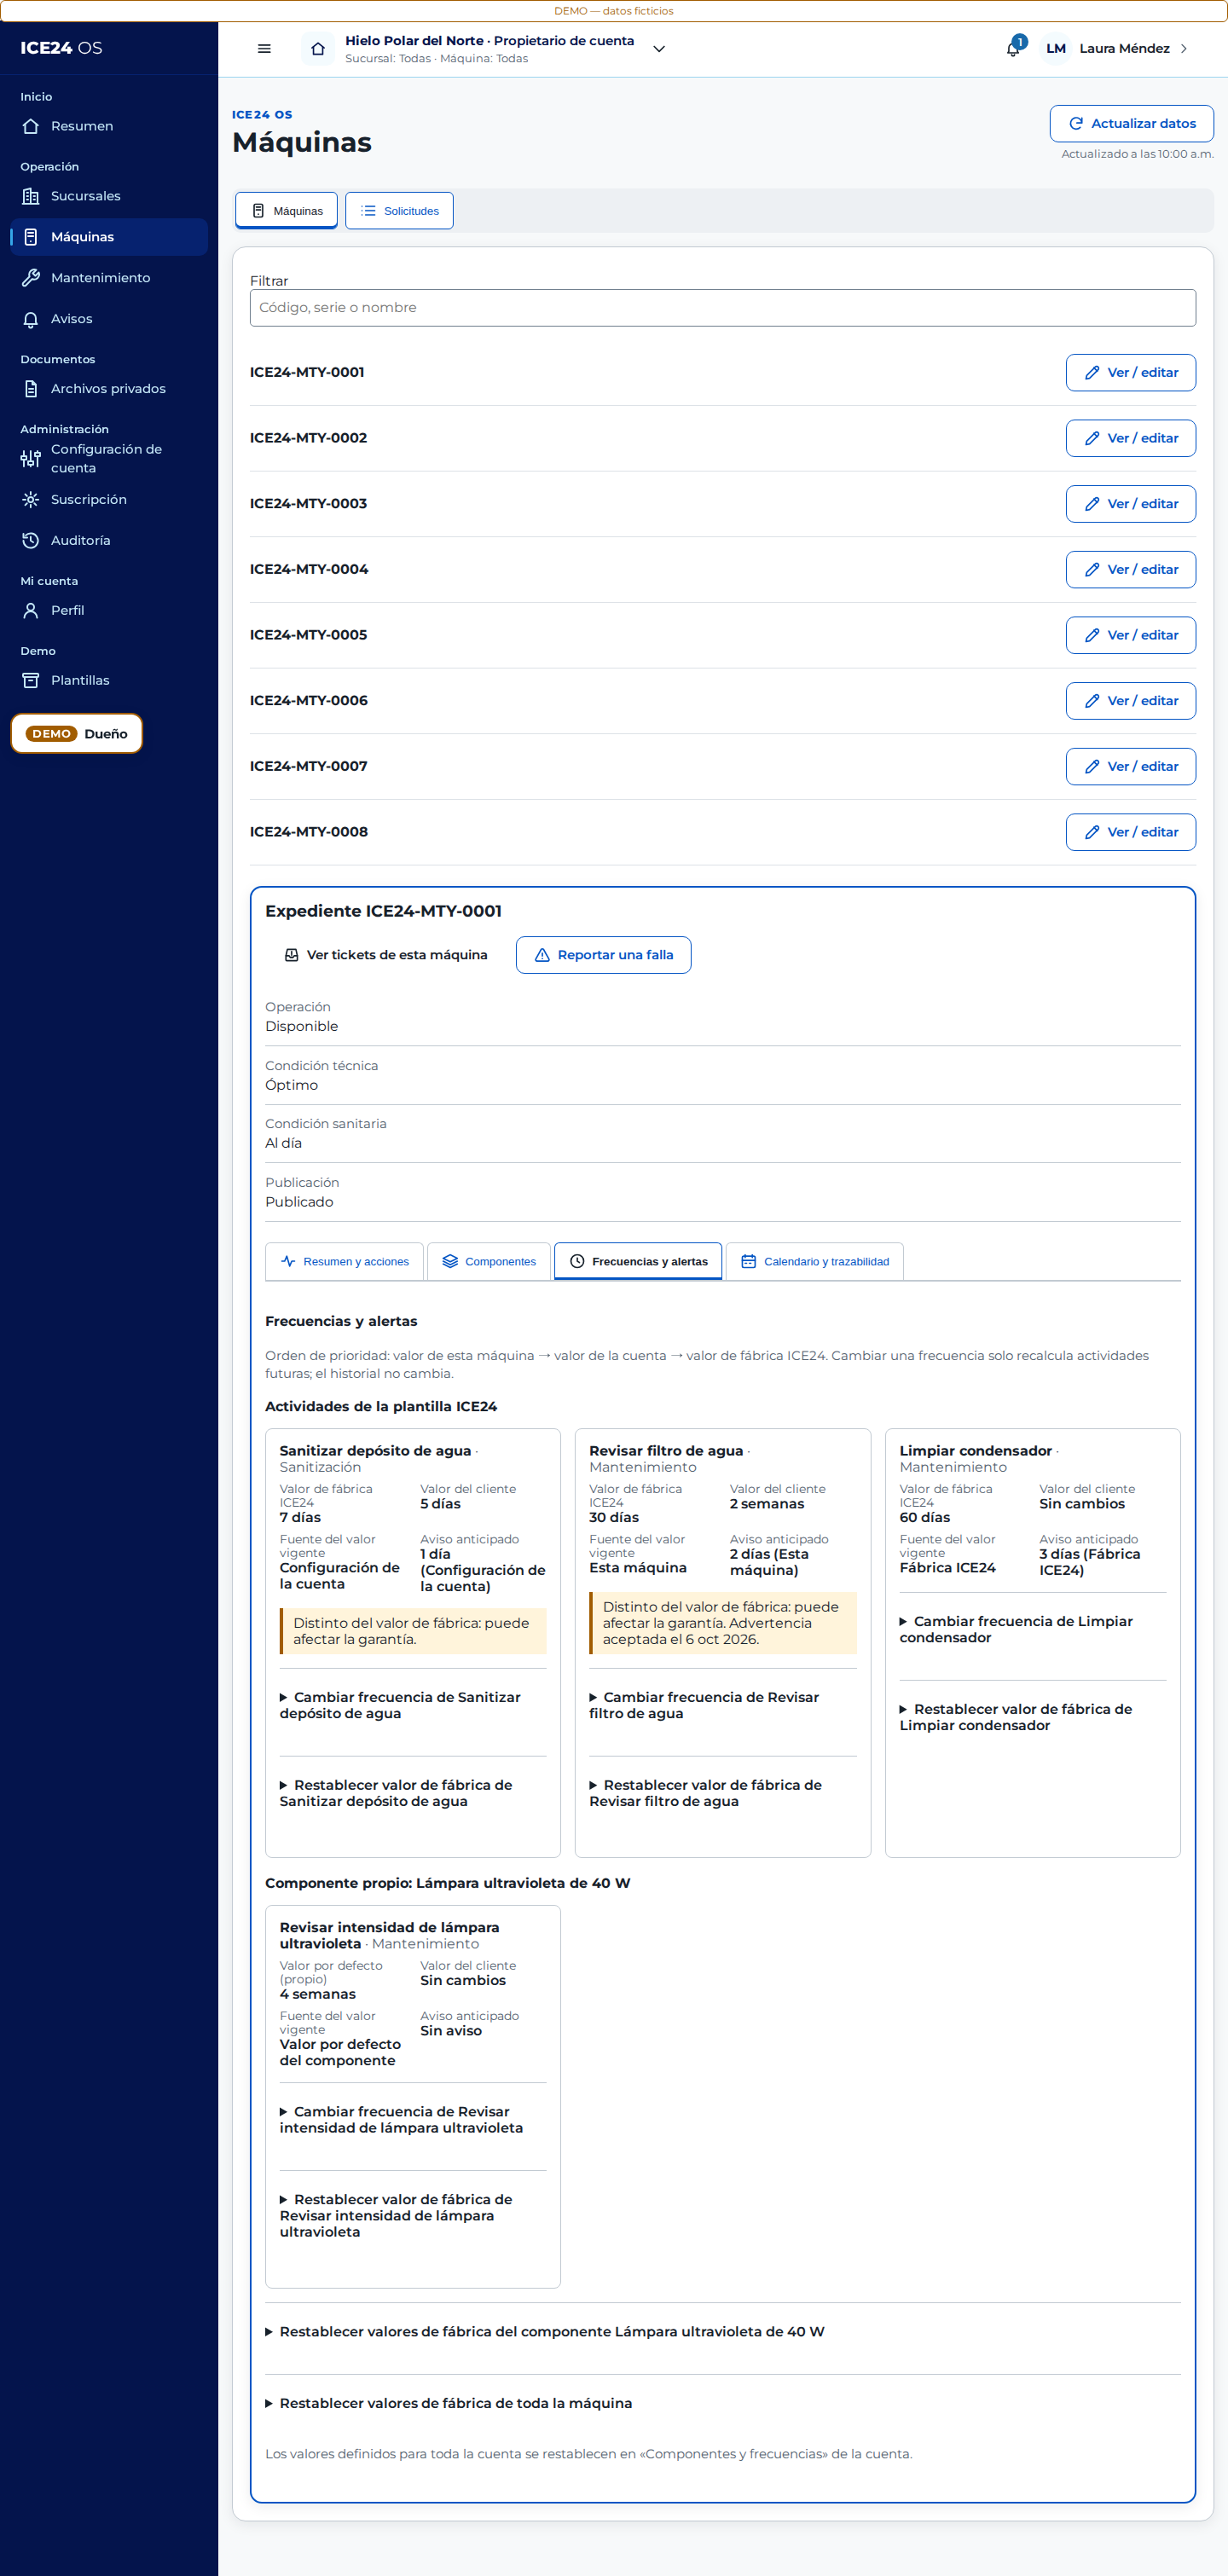 DEMO — datos ficticios
ICE24 OS
Inicio
Resumen
Operación
Sucursales
Máquinas
Mantenimiento
Avisos
Documentos
Archivos privados
Administración
Configuración de
cuenta
Suscripción
Auditoría
Mi cuenta
Perfil
Demo
Plantillas
DEMO Dueño
Hielo Polar del Norte · Propietario de cuenta
Sucursal: Todas · Máquina: Todas
1
LM Laura Méndez
ICE24 OS
Máquinas
Actualizar datos
Actualizado a las 10:00 a.m.
Máquinas
Solicitudes
Filtrar
Código, serie o nombre
ICE24-MTY-0001
Ver / editar
ICE24-MTY-0002
Ver / editar
ICE24-MTY-0003
Ver / editar
ICE24-MTY-0004
Ver / editar
ICE24-MTY-0005
Ver / editar
ICE24-MTY-0006
Ver / editar
ICE24-MTY-0007
Ver / editar
ICE24-MTY-0008
Ver / editar
Expediente ICE24-MTY-0001
Ver tickets de esta máquina
Reportar una falla
Operación
Disponible
Condición técnica
Óptimo
Condición sanitaria
Al día
Publicación
Publicado
Resumen y acciones
Componentes
Frecuencias y alertas
Calendario y trazabilidad
Frecuencias y alertas
Orden de prioridad: valor de esta máquina → valor de la cuenta → valor de fábrica ICE24. Cambiar una frecuencia solo recalcula actividades
futuras; el historial no cambia.
Actividades de la plantilla ICE24
Sanitizar depósito de agua ·
Sanitización
Valor de fábrica
ICE24
7 días
Valor del cliente
5 días
Fuente del valor
vigente
Configuración de
la cuenta
Aviso anticipado
1 día
(Configuración de
la cuenta)
Distinto del valor de fábrica: puede
afectar la garantía.
▶ Cambiar frecuencia de Sanitizar
depósito de agua
▶ Restablecer valor de fábrica de
Sanitizar depósito de agua
Revisar filtro de agua ·
Mantenimiento
Valor de fábrica
ICE24
30 días
Valor del cliente
2 semanas
Fuente del valor
vigente
Esta máquina
Aviso anticipado
2 días (Esta
máquina)
Distinto del valor de fábrica: puede
afectar la garantía. Advertencia
aceptada el 6 oct 2026.
▶ Cambiar frecuencia de Revisar
filtro de agua
▶ Restablecer valor de fábrica de
Revisar filtro de agua
Limpiar condensador ·
Mantenimiento
Valor de fábrica
ICE24
60 días
Valor del cliente
Sin cambios
Fuente del valor
vigente
Fábrica ICE24
Aviso anticipado
3 días (Fábrica
ICE24)
▶ Cambiar frecuencia de Limpiar
condensador
▶ Restablecer valor de fábrica de
Limpiar condensador
Componente propio: Lámpara ultravioleta de 40 W
Revisar intensidad de lámpara
ultravioleta · Mantenimiento
Valor por defecto
(propio)
4 semanas
Valor del cliente
Sin cambios
Fuente del valor
vigente
Valor por defecto
del componente
Aviso anticipado
Sin aviso
▶ Cambiar frecuencia de Revisar
intensidad de lámpara ultravioleta
▶ Restablecer valor de fábrica de
Revisar intensidad de lámpara
ultravioleta
▶ Restablecer valores de fábrica del componente Lámpara ultravioleta de 40 W
▶ Restablecer valores de fábrica de toda la máquina
Los valores definidos para toda la cuenta se restablecen en «Componentes y frecuencias» de la cuenta.